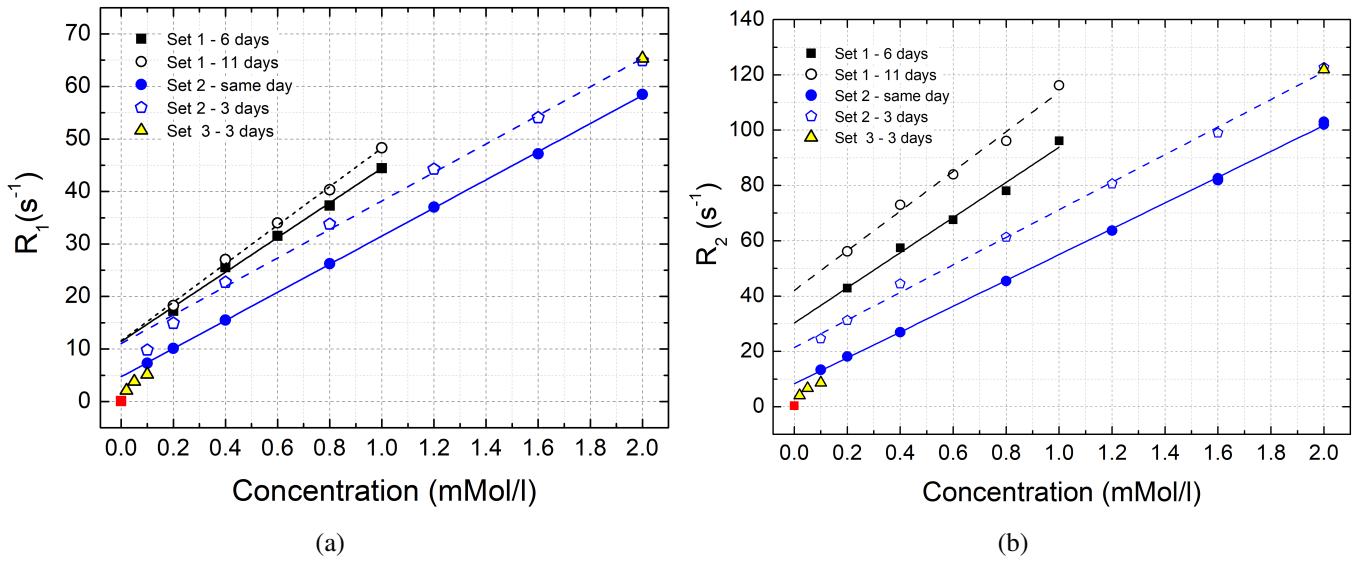 70
60
50
40
30
20
10
0
R1 (s-1)
Set 1 - 6 days
Set 1 - 11 days
Set 2 - same day
Set 2 - 3 days
Set 3 - 3 days
0.0 0.2 0.4 0.6 0.8 1.0 1.2 1.4 1.6 1.8 2.0
Concentration (mMol/l)
(a)
140
120
100
80
60
40
20
0
R2 (s-1)
Set 1 - 6 days
Set 1 - 11 days
Set 2 - same day
Set 2 - 3 days
Set 3 - 3 days
0.0 0.2 0.4 0.6 0.8 1.0 1.2 1.4 1.6 1.8 2.0
Concentration (mMol/l)
(b)